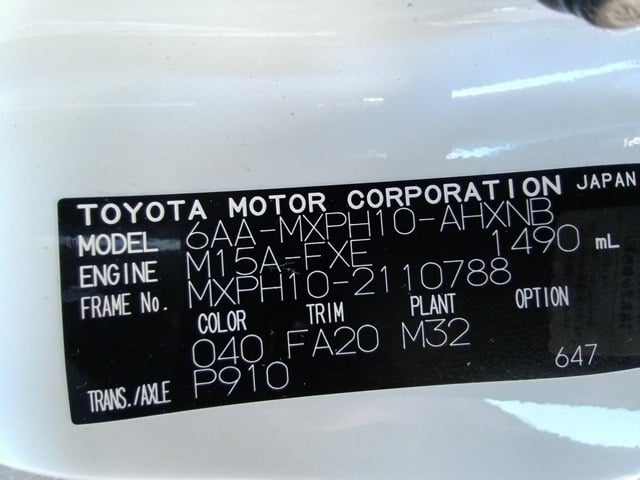 TOYOTA MOTOR CORPORATION JAPAN
MODEL 6AA-MXPH10-AHXNB
ENGINE M15A-FXE 1490 mL
FRAME No. MXPH10-2110788
COLOR TRIM PLANT OPTION
040 FA20 M32
TRANS./AXLE P910 647